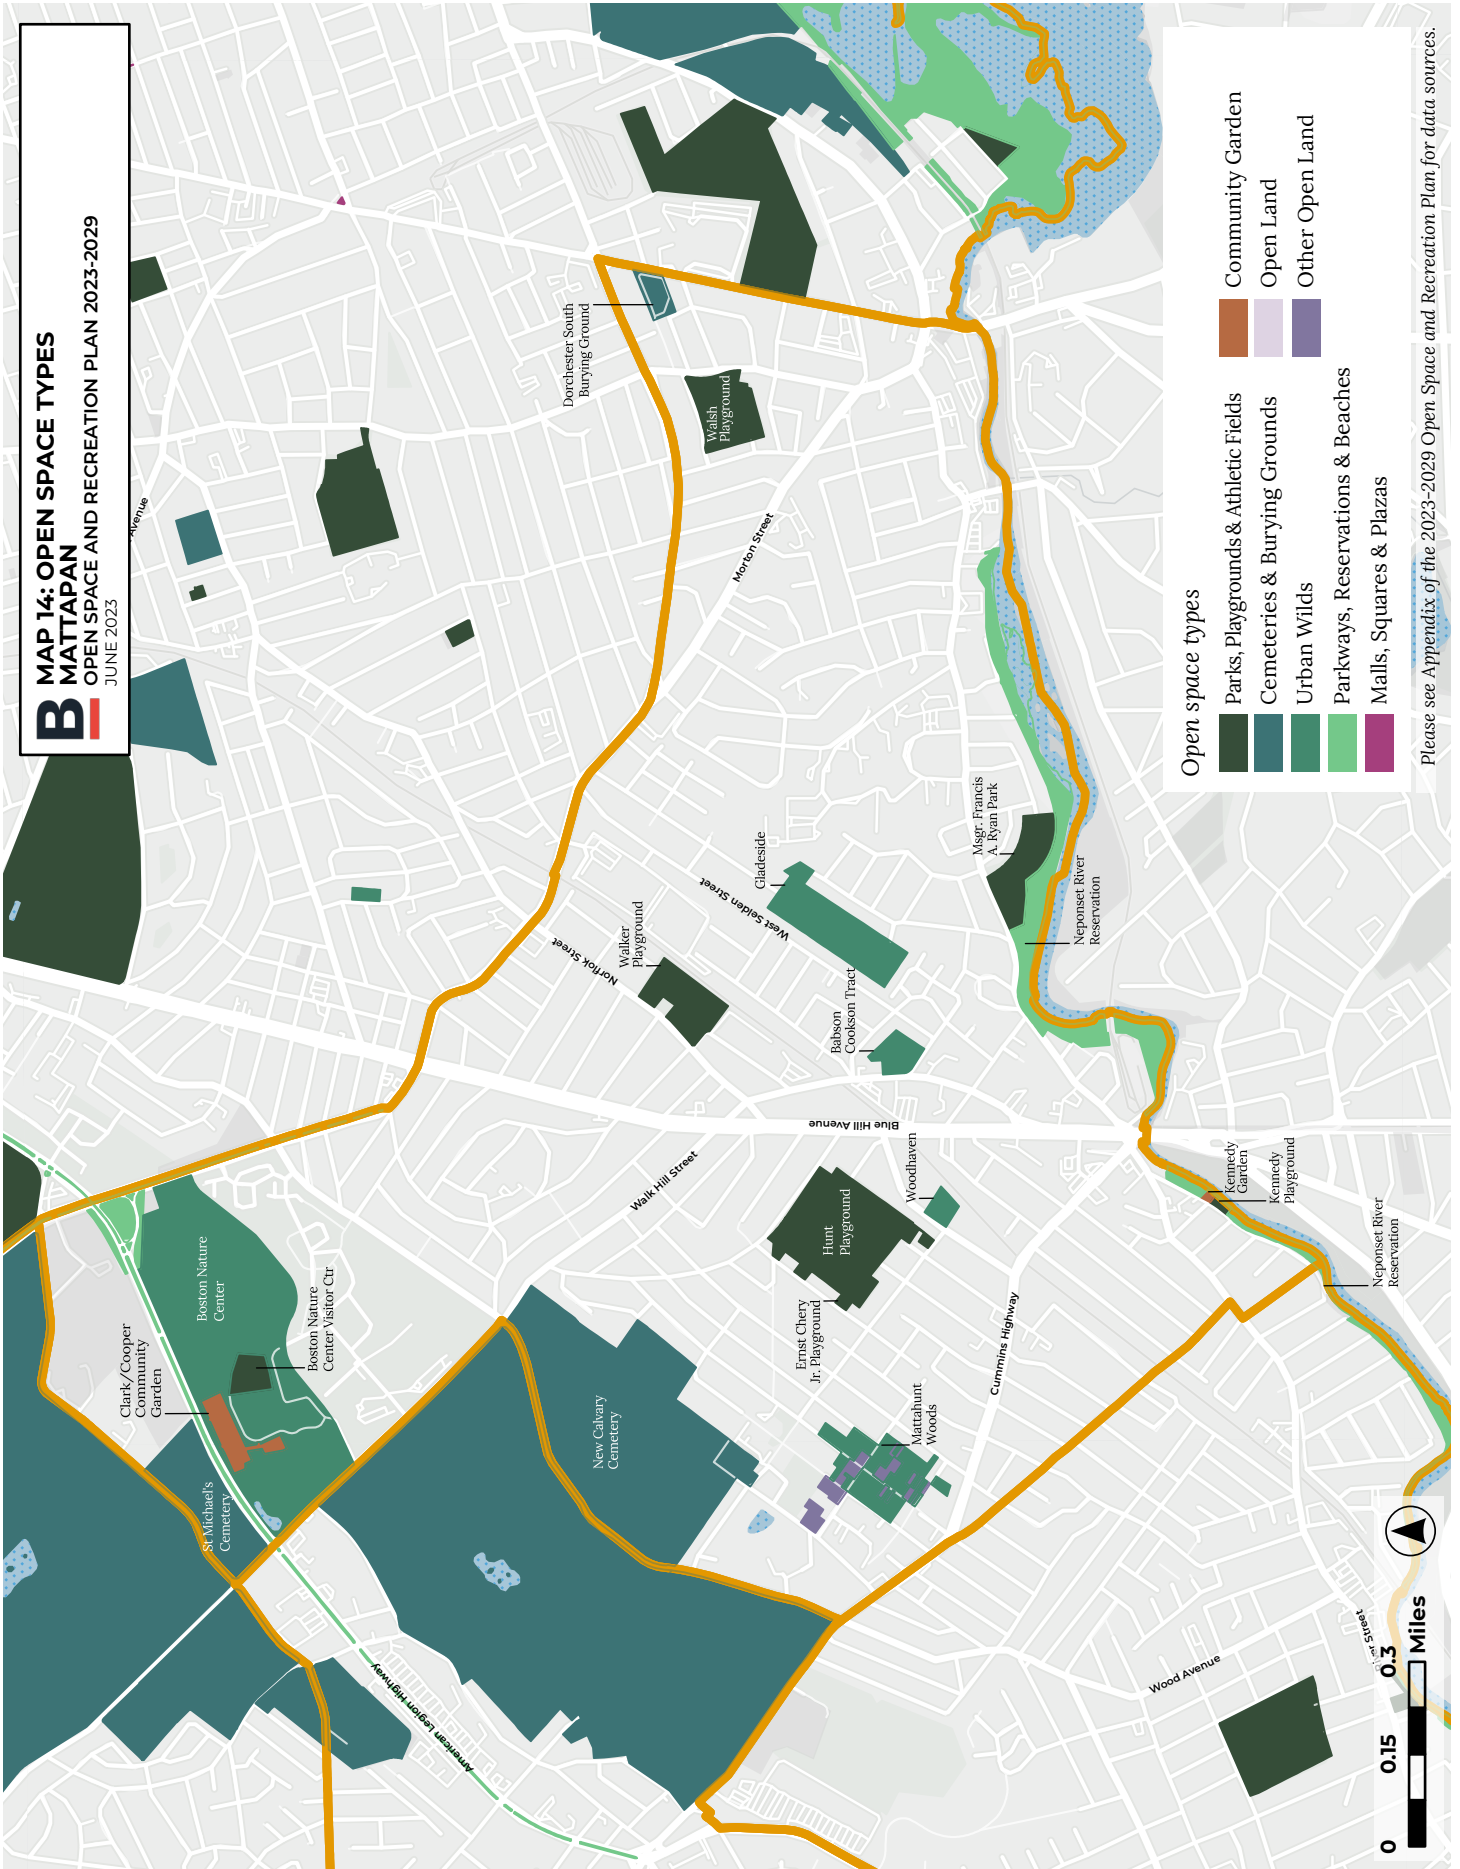 B
MAP 14: OPEN SPACE TYPES
MATTAPAN
OPEN SPACE AND RECREATION PLAN 2023-2029
JUNE 2023
Avenue
Dorchester South
Burying Ground
Walsh
Playground
Morton Street
Gladeside
West Selden Street
Norflok Street
Walker
Playground
Babson
Cookson Tract
Msgr. Francis
A. Ryan Park
Neponset River
Reservation
Blue Hill Avenue
Walk Hill Street
Woodhaven
Hunt
Playground
Ernst Chery
Jr. Playground
Kennedy
Garden
Kennedy
Playground
Neponset River
Reservation
Cummins Highway
Mattahunt
Woods
Boston Nature
Center
Boston Nature
Center Visitor Ctr
Clark/Cooper
Community
Garden
St Michael's
Cemetery
New Calvary
Cemetery
American Legion Highway
Wood Avenue
Street
Open space types
Parks, Playgrounds & Athletic Fields
Cemeteries & Burying Grounds
Urban Wilds
Parkways, Reservations & Beaches
Malls, Squares & Plazas
Community Garden
Open Land
Other Open Land
Please see Appendix of the 2023-2029 Open Space and Recreation Plan for data sources.
0 0.15 0.3
Miles